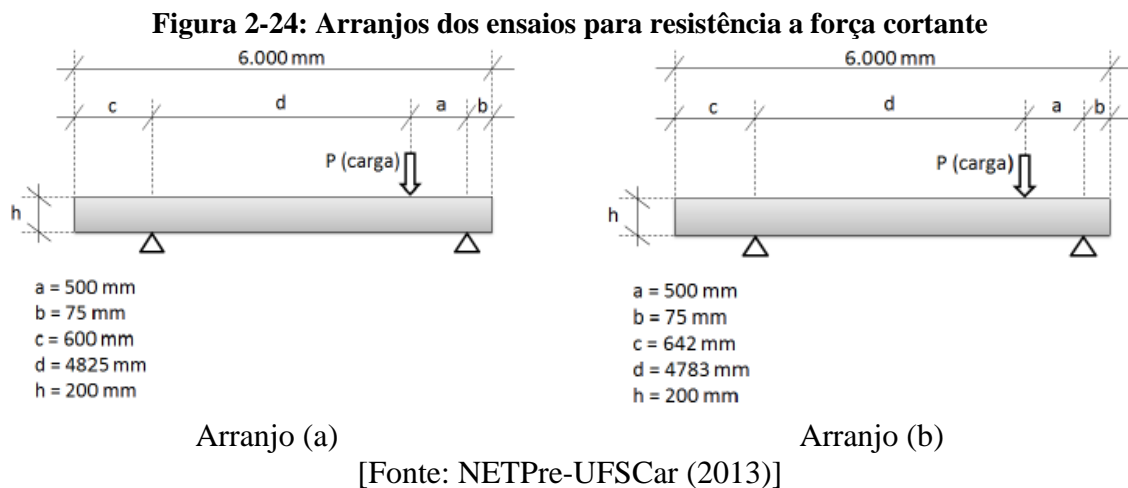 Figura 2-24: Arranjos dos ensaios para resistência a força cortante
6.000 mm
c
d
a
b
P (carga)
h
a = 500 mm
b = 75 mm
c = 600 mm
d = 4825 mm
h = 200 mm
Arranjo (a)
6.000 mm
c
d
a
b
P (carga)
h
a = 500 mm
b = 75 mm
c = 642 mm
d = 4783 mm
h = 200 mm
Arranjo (b)
[Fonte: NETPre-UFSCar (2013)]